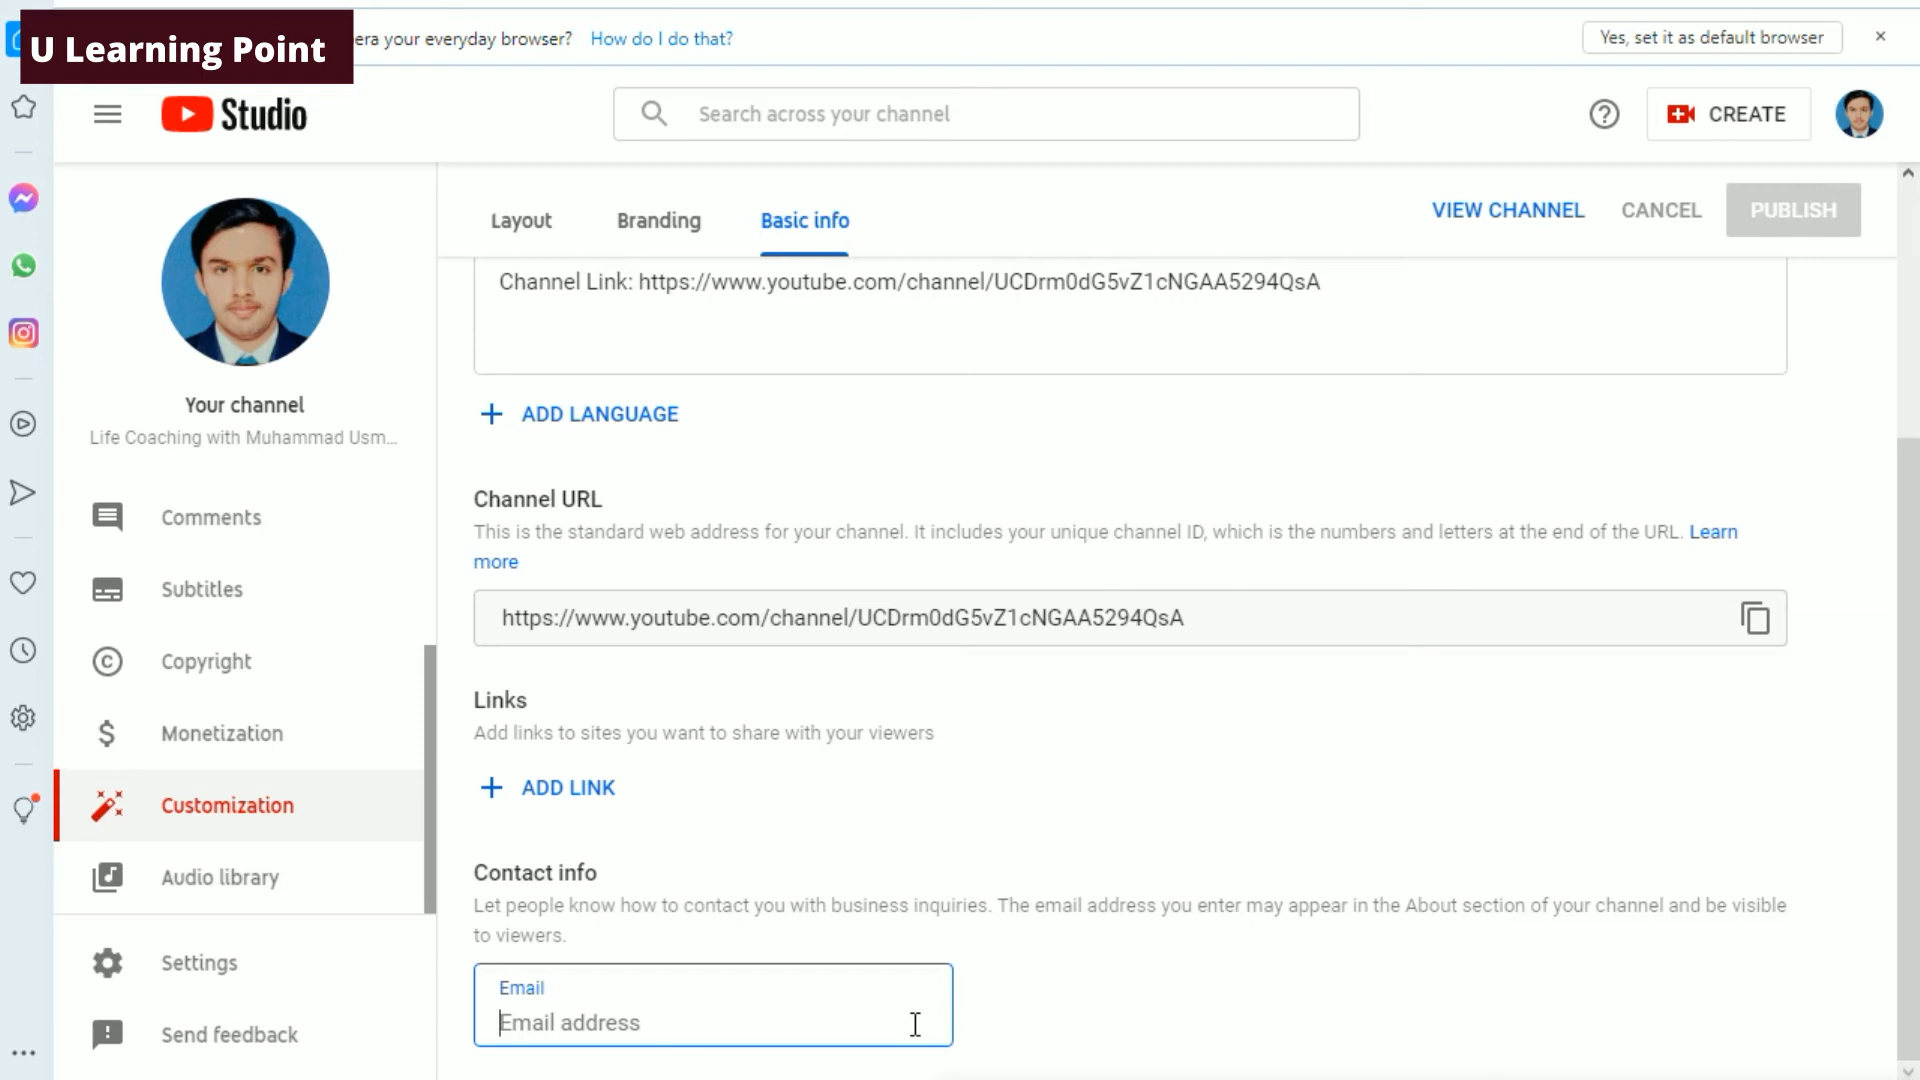 U Learning Point
era your everyday browser? How do I do that?
Yes, set it as default browser
Studio
Search across your channel
CREATE
Layout
Branding
Basic info
VIEW CHANNEL
CANCEL
PUBLISH
Your channel
Life Coaching with Muhammad Usm...
Comments
Subtitles
Copyright
Monetization
Customization
Audio library
Settings
Send feedback
Channel Link: https://www.youtube.com/channel/UCDrm0dG5vZ1cNGAA5294QsA
ADD LANGUAGE
Channel URL
This is the standard web address for your channel. It includes your unique channel ID, which is the numbers and letters at the end of the URL. Learn
more
https://www.youtube.com/channel/UCDrm0dG5vZ1cNGAA5294QsA
Links
Add links to sites you want to share with your viewers
ADD LINK
Contact info
Let people know how to contact you with business inquiries. The email address you enter may appear in the About section of your channel and be visible
to viewers.
Email
Email address